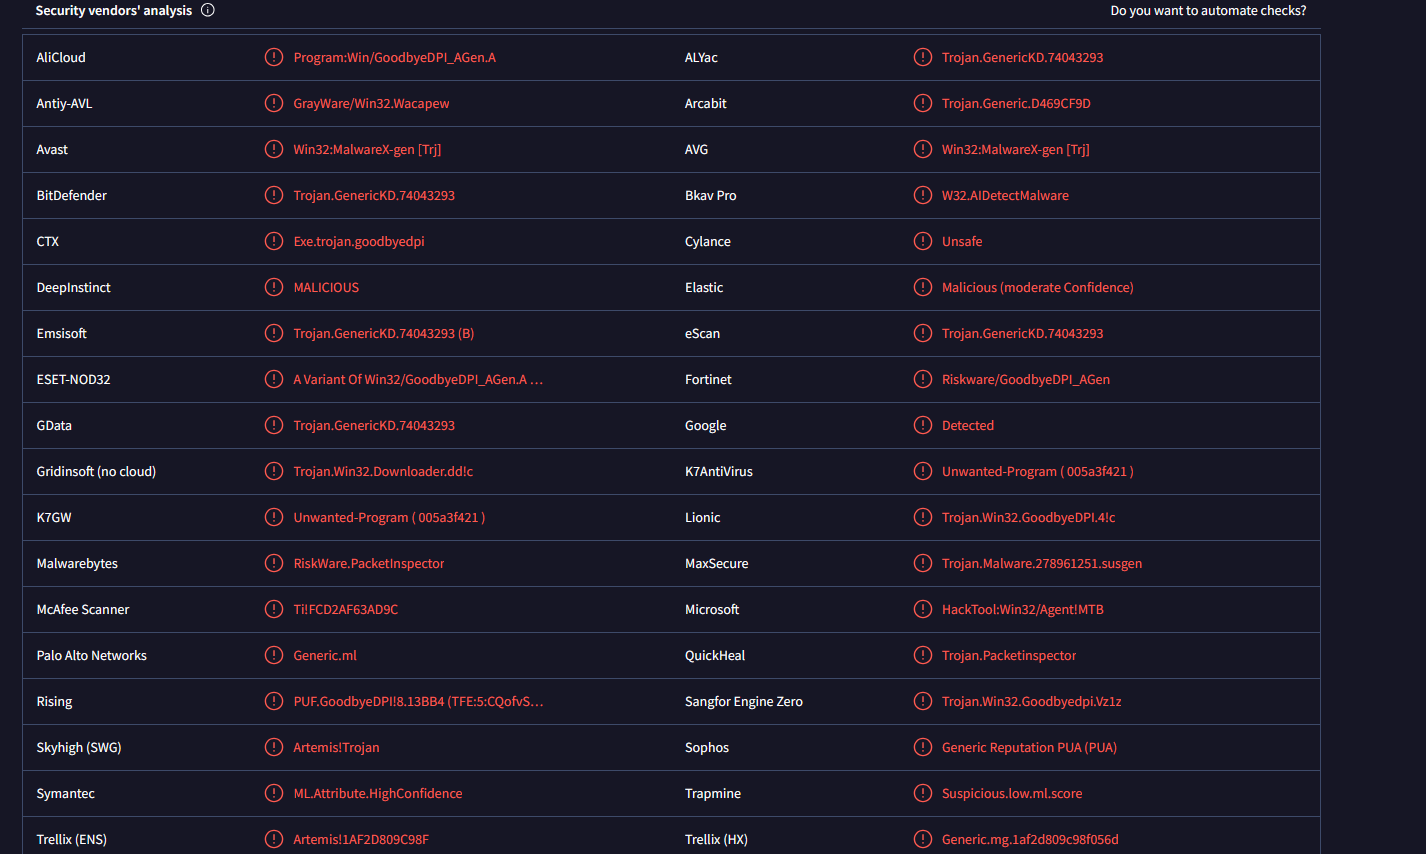 Security vendors' analysis Do you want to automate checks?
AliCloud Program:Win/GoodbyeDPI_AGen.A ALYac Trojan.GenericKD.74043293
Antiy-AVL GrayWare/Win32.Wacapew Arcabit Trojan.Generic.D469CF9D
Avast Win32:MalwareX-gen [Trj] AVG Win32:MalwareX-gen [Trj]
BitDefender Trojan.GenericKD.74043293 Bkav Pro W32.AIDetectMalware
CTX Exe.trojan.goodbyedpi Cylance Unsafe
DeepInstinct MALICIOUS Elastic Malicious (moderate Confidence)
Emsisoft Trojan.GenericKD.74043293 (B) eScan Trojan.GenericKD.74043293
ESET-NOD32 A Variant Of Win32/GoodbyeDPI_AGen.A ... Fortinet Riskware/GoodbyeDPI_AGen
GData Trojan.GenericKD.74043293 Google Detected
Gridinsoft (no cloud) Trojan.Win32.Downloader.dd!c K7AntiVirus Unwanted-Program ( 005a3f421 )
K7GW Unwanted-Program ( 005a3f421 ) Lionic Trojan.Win32.GoodbyeDPI.4!c
Malwarebytes RiskWare.PacketInspector MaxSecure Trojan.Malware.278961251.susgen
McAfee Scanner Ti!FCD2AF63AD9C Microsoft HackTool:Win32/Agent!MTB
Palo Alto Networks Generic.ml QuickHeal Trojan.Packetinspector
Rising PUF.GoodbyeDPI!8.13BB4 (TFE:5:CQofvS... Sangfor Engine Zero Trojan.Win32.Goodbyedpi.Vz1z
Skyhigh (SWG) Artemis!Trojan Sophos Generic Reputation PUA (PUA)
Symantec ML.Attribute.HighConfidence Trapmine Suspicious.low.ml.score
Trellix (ENS) Artemis!1AF2D809C98F Trellix (HX) Generic.mg.1af2d809c98f056d